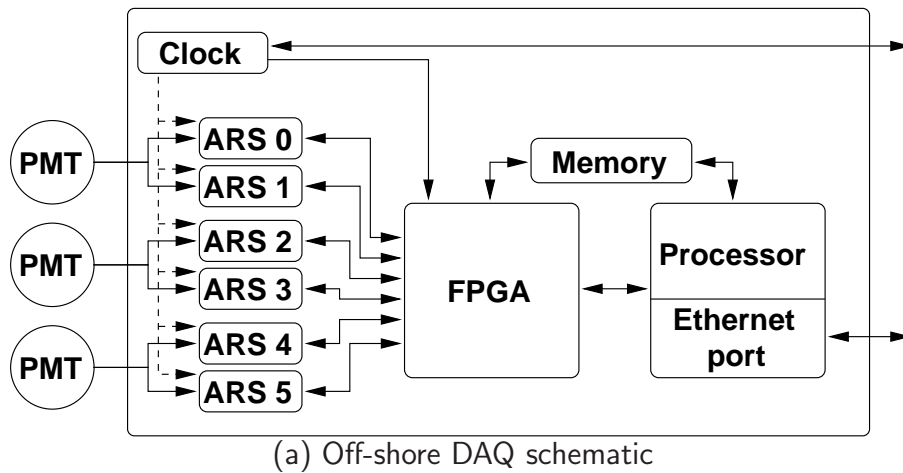 Clock
PMT
PMT
PMT
ARS 0
ARS 1
ARS 2
ARS 3
ARS 4
ARS 5
FPGA
Memory
Processor
Ethernet
port
(a) Off-shore DAQ schematic